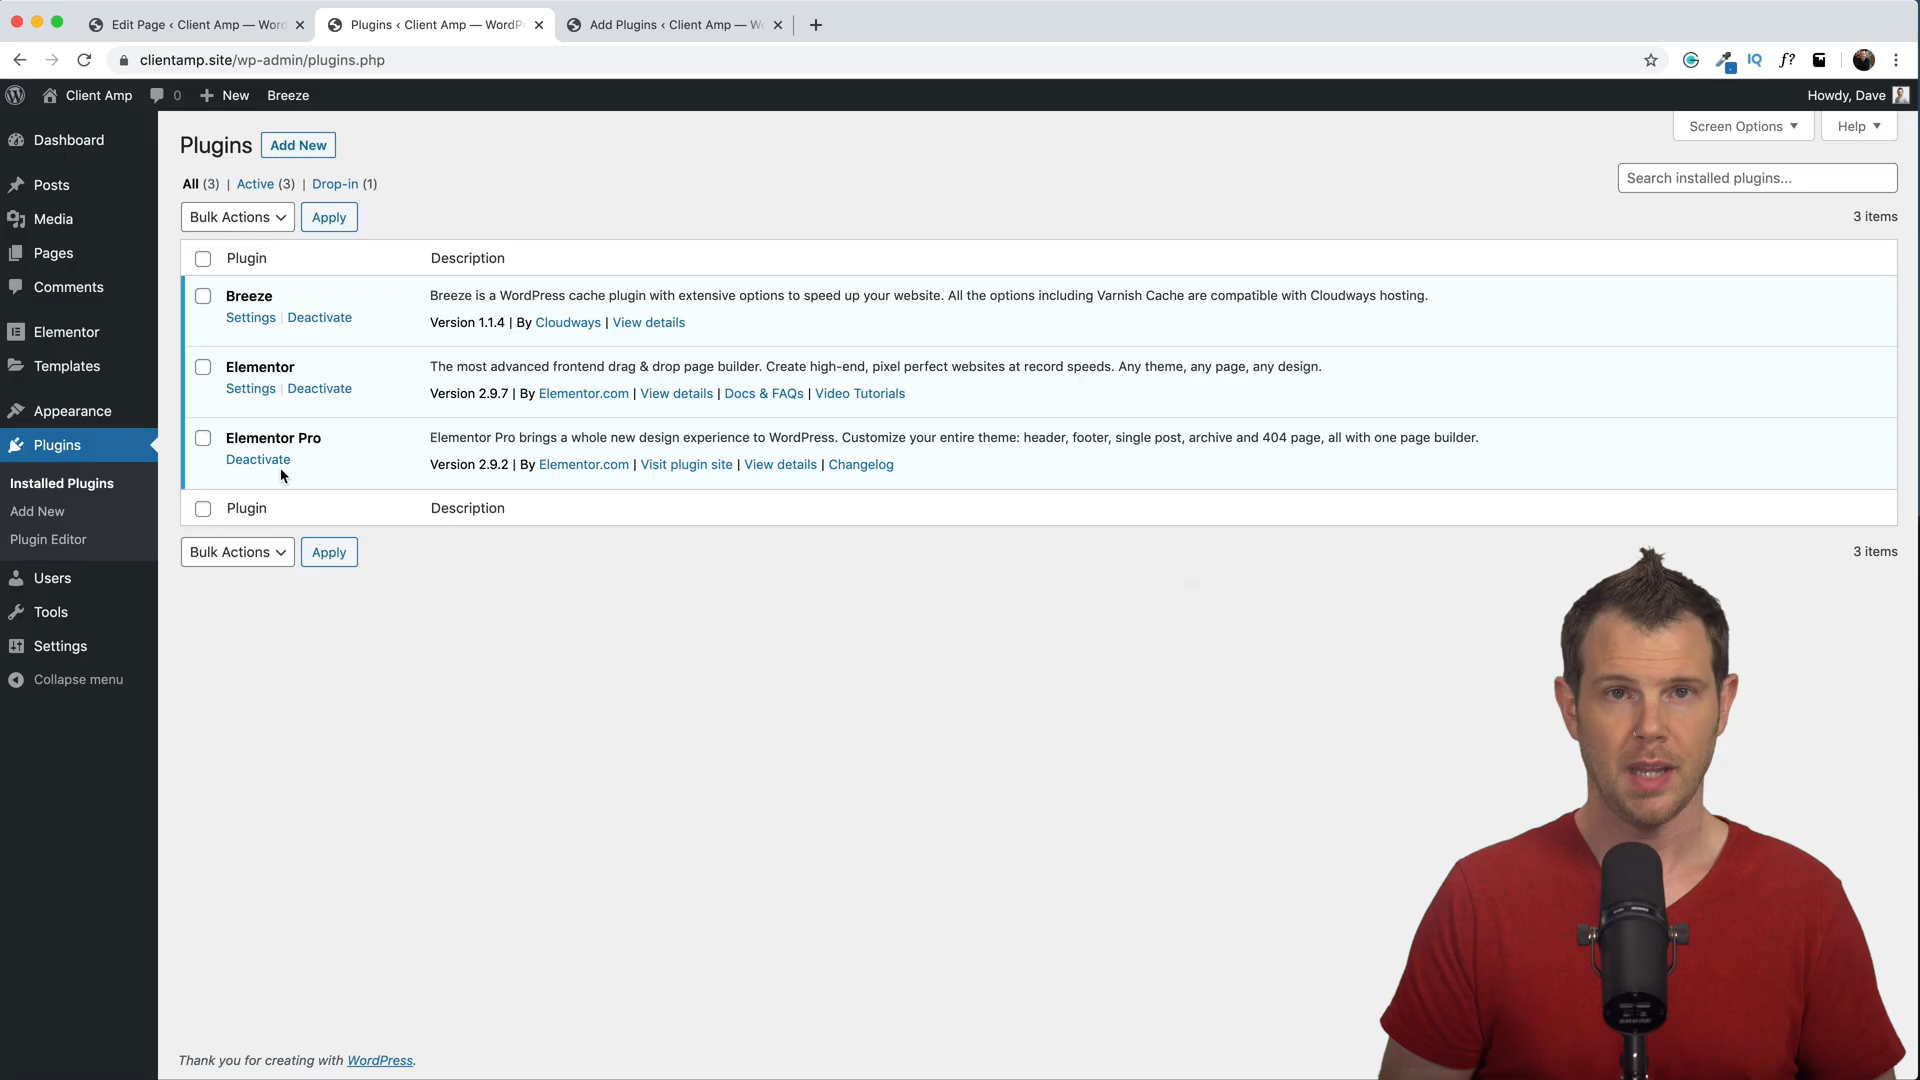 Edit Page ‹ Client Amp — Word
Plugins ‹ Client Amp — WordP
Add Plugins ‹ Client Amp — W
clientamp.site/wp-admin/plugins.php
IQ
f?
Client Amp
0
New
Breeze
Howdy, Dave
Dashboard
Posts
Media
Pages
Comments
Elementor
Templates
Appearance
Plugins
Installed Plugins
Add New
Plugin Editor
Users
Tools
Settings
Collapse menu
Screen Options
Help
Plugins
Add New
All (3) | Active (3) | Drop-in (1)
Search installed plugins...
Bulk Actions
Apply
3 items
Plugin
Description
Breeze
Settings | Deactivate
Breeze is a WordPress cache plugin with extensive options to speed up your website. All the options including Varnish Cache are compatible with Cloudways hosting.
Version 1.1.4 | By Cloudways | View details
Elementor
Settings | Deactivate
The most advanced frontend drag & drop page builder. Create high-end, pixel perfect websites at record speeds. Any theme, any page, any design.
Version 2.9.7 | By Elementor.com | View details | Docs & FAQs | Video Tutorials
Elementor Pro
Deactivate
Elementor Pro brings a whole new design experience to WordPress. Customize your entire theme: header, footer, single post, archive and 404 page, all with one page builder.
Version 2.9.2 | By Elementor.com | Visit plugin site | View details | Changelog
Plugin
Description
Bulk Actions
Apply
3 items
Thank you for creating with WordPress.